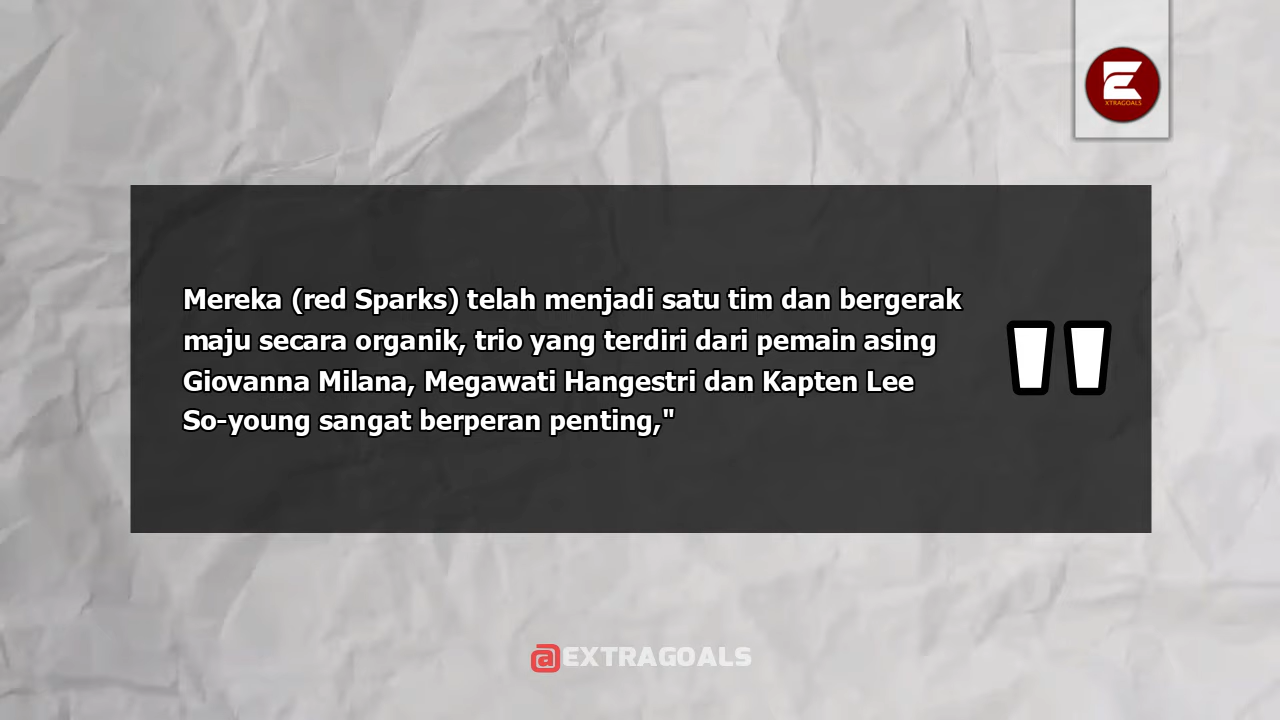 XTRAGOALS
Mereka (red Sparks) telah menjadi satu tim dan bergerak
maju secara organik, trio yang terdiri dari pemain asing
Giovanna Milana, Megawati Hangestri dan Kapten Lee
So-young sangat berperan penting,"
"
@EXTRAGOALS